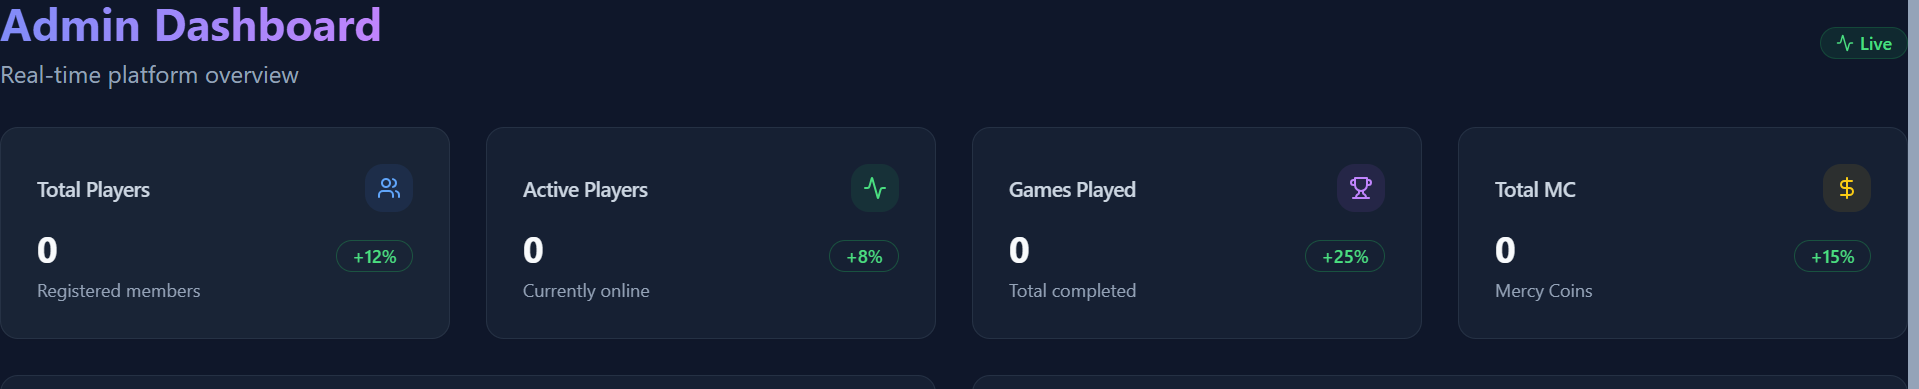 Admin Dashboard
Live
Real-time platform overview
Total Players
0
+12%
Registered members
Active Players
0
+8%
Currently online
Games Played
0
+25%
Total completed
Total MC
0
+15%
Mercy Coins